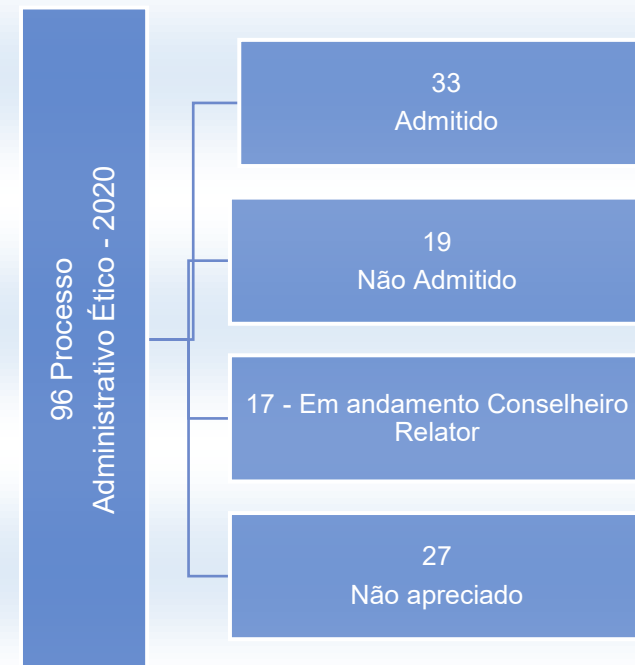 96 Processo
Administrativo Ético - 2020
33
Admitido
19
Não Admitido
17 - Em andamento Conselheiro
Relator
27
Não apreciado